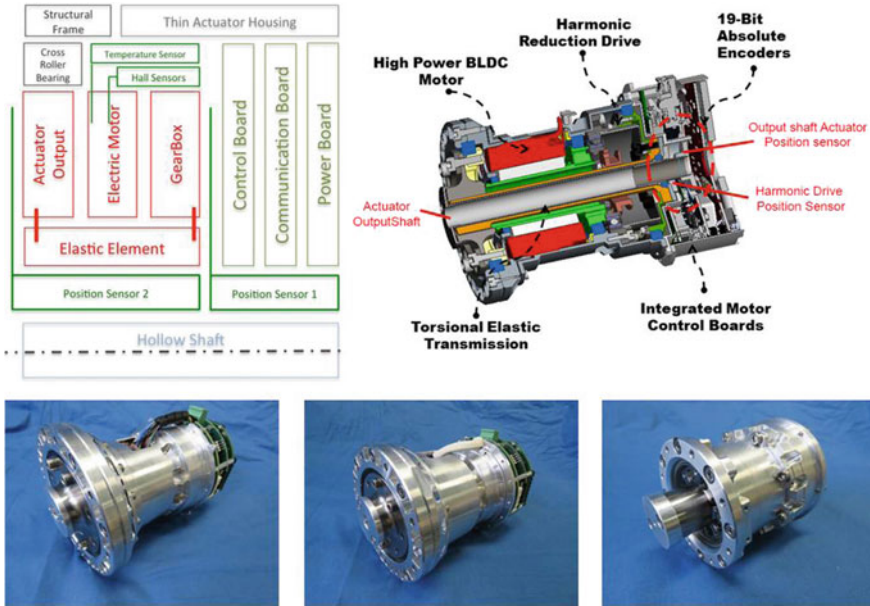 Structural
Frame
Thin Actuator Housing
Cross
Roller
Bearing
Temperature Sensor
Hall Sensors
Actuator
Output
Electric Motor
GearBox
Control Board
Communication Board
Power Board
Elastic Element
Position Sensor 2
Position Sensor 1
Hollow Shaft
High Power BLDC
Motor
Harmonic
Reduction Drive
19-Bit
Absolute
Encoders
Output shaft Actuator
Position sensor
Harmonic Drive
Position Sensor
Actuator
OutputShaft
Torsional Elastic
Transmission
Integrated Motor
Control Boards